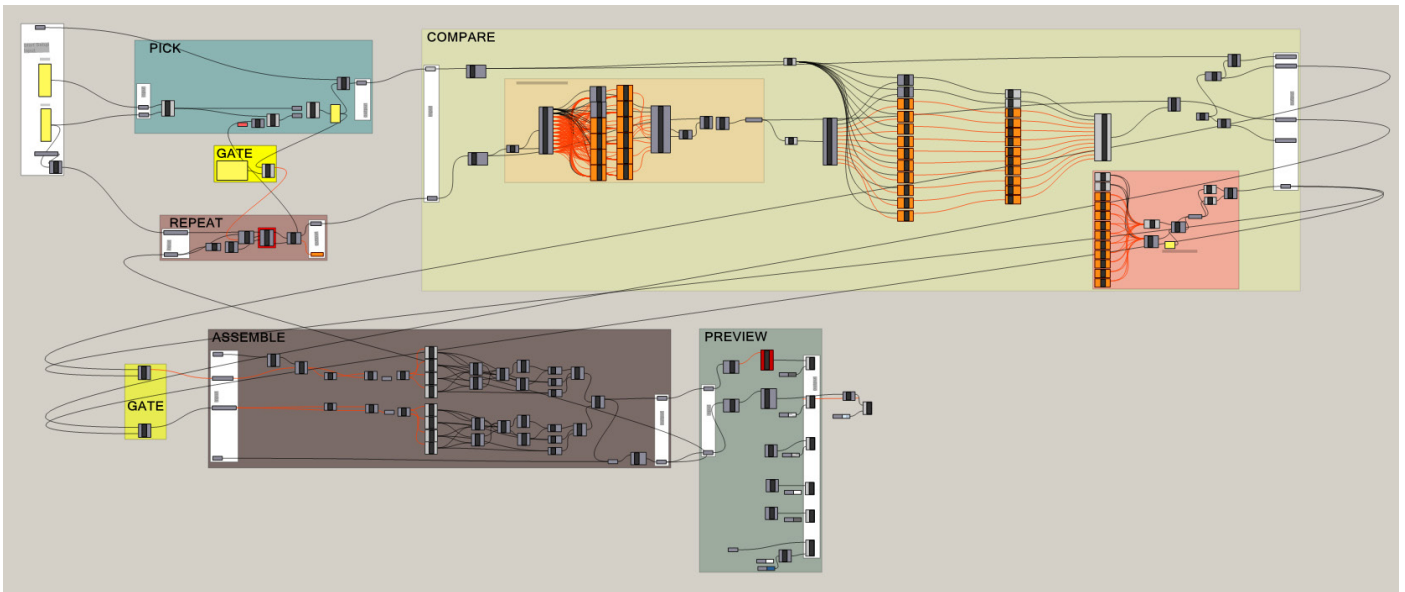 PICK
COMPARE
GATE
REPEAT
ASSEMBLE
PREVIEW
GATE